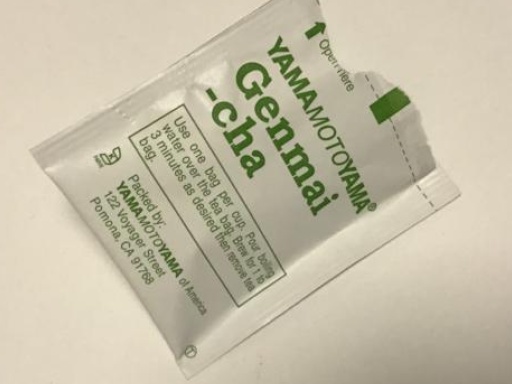 Open here
YAMAMOTOYAMA®
Genmai
-cha
Use one bag per cup. Pour boiling
water over the tea bag. Brew for 1 to
3 minutes as desired then remove tea
bag.
Packed by:
YAMAMOTOYAMA of America
122 Voyager Street
Pomona, CA 91768